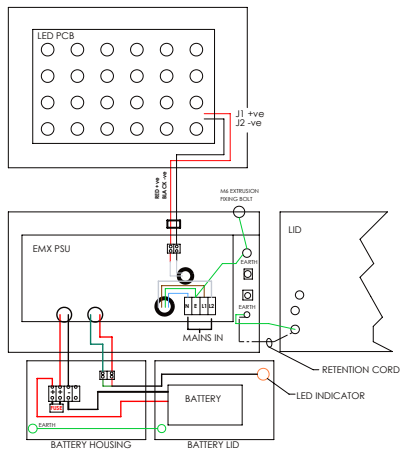 LED PCB
J1 +ve
J2 -ve
RED +ve
BLACK -ve
M6 EXTRUSION
FIXING BOLT
LID
EMX PSU
EARTH
EARTH
N E L1 L2
MAINS IN
RETENTION CORD
LED INDICATOR
BATTERY
FUSE
EARTH
BATTERY HOUSING
BATTERY LID